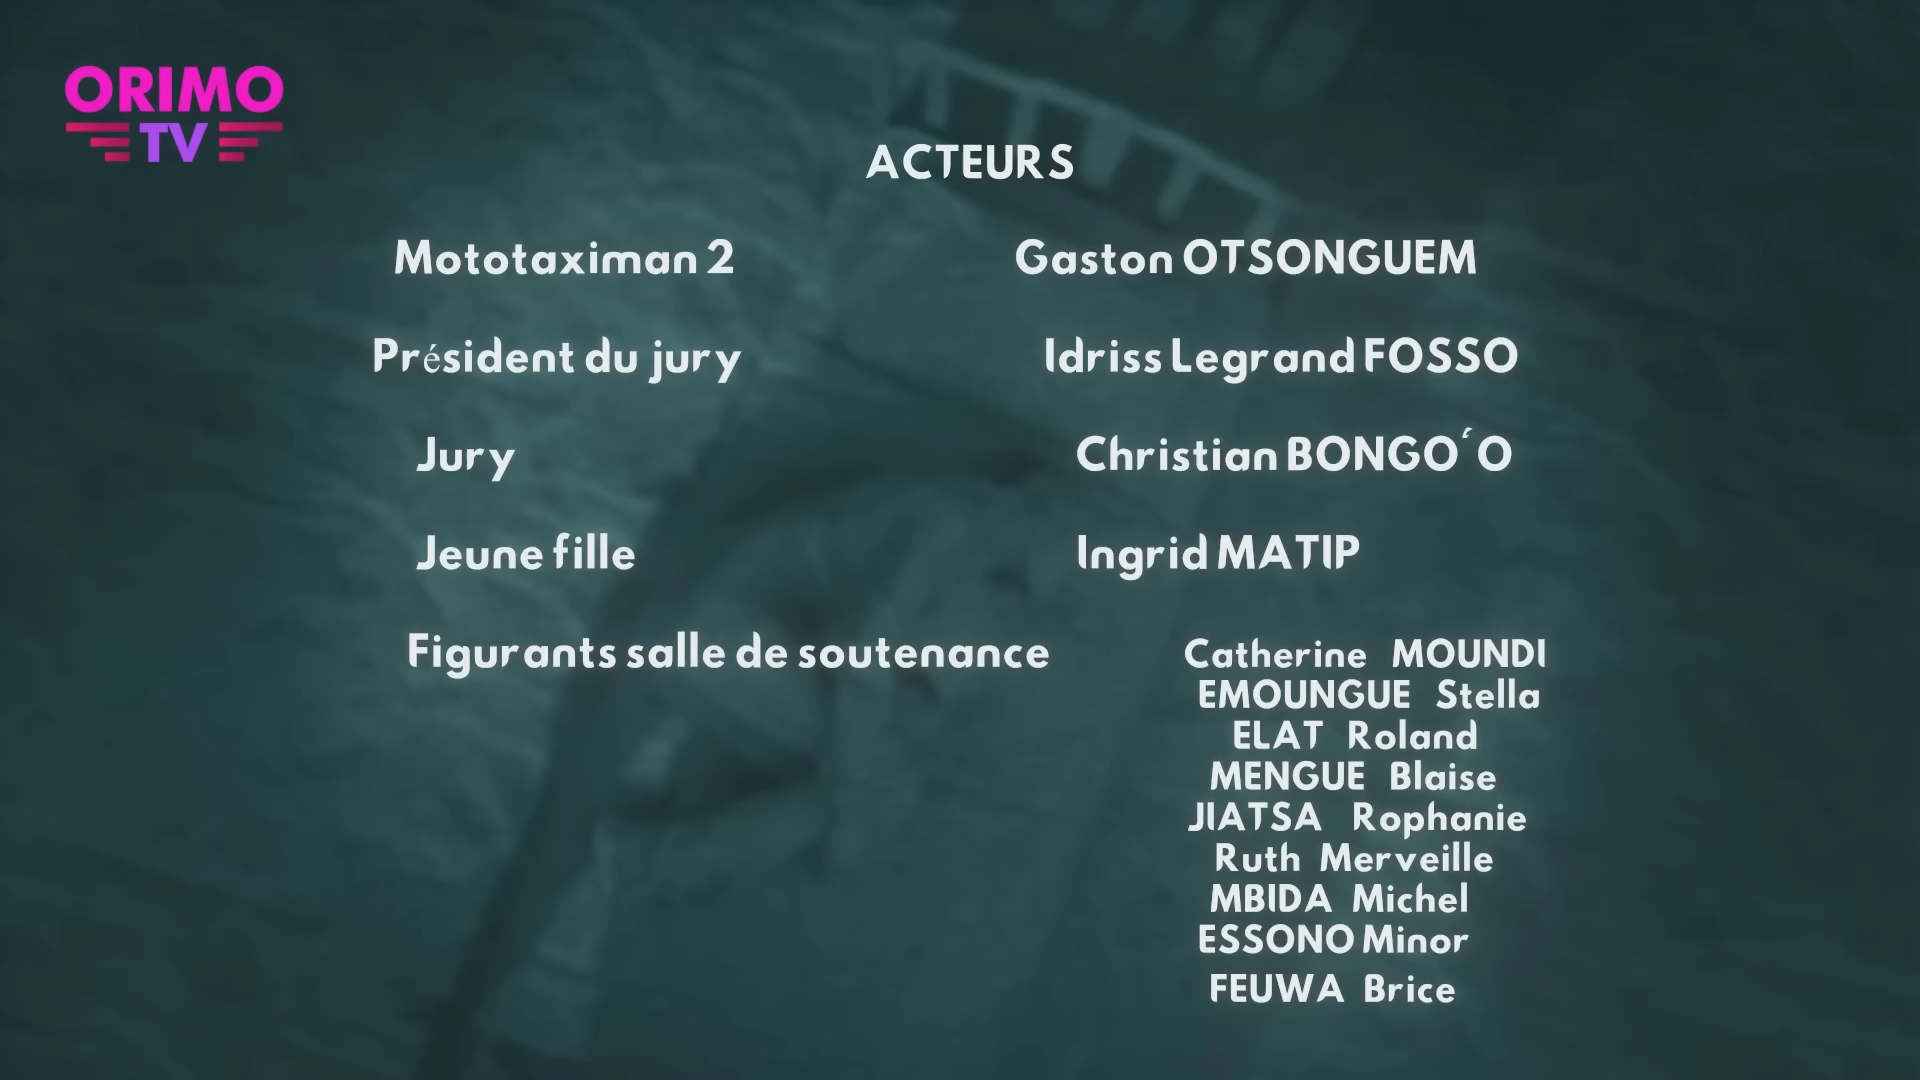 ORIMO
TV
ACTEURS
Mototaximan 2 Gaston OTSONGUEM
Président du jury Idriss Legrand FOSSO
Jury Christian BONGO'O
Jeune fille Ingrid MATIP
Figurants salle de soutenance Catherine MOUNDI
EMOUNGUE Stella
ELAT Roland
MENGUE Blaise
JIATSA Rophanie
Ruth Merveille
MBIDA Michel
ESSONO Minor
FEUWA Brice